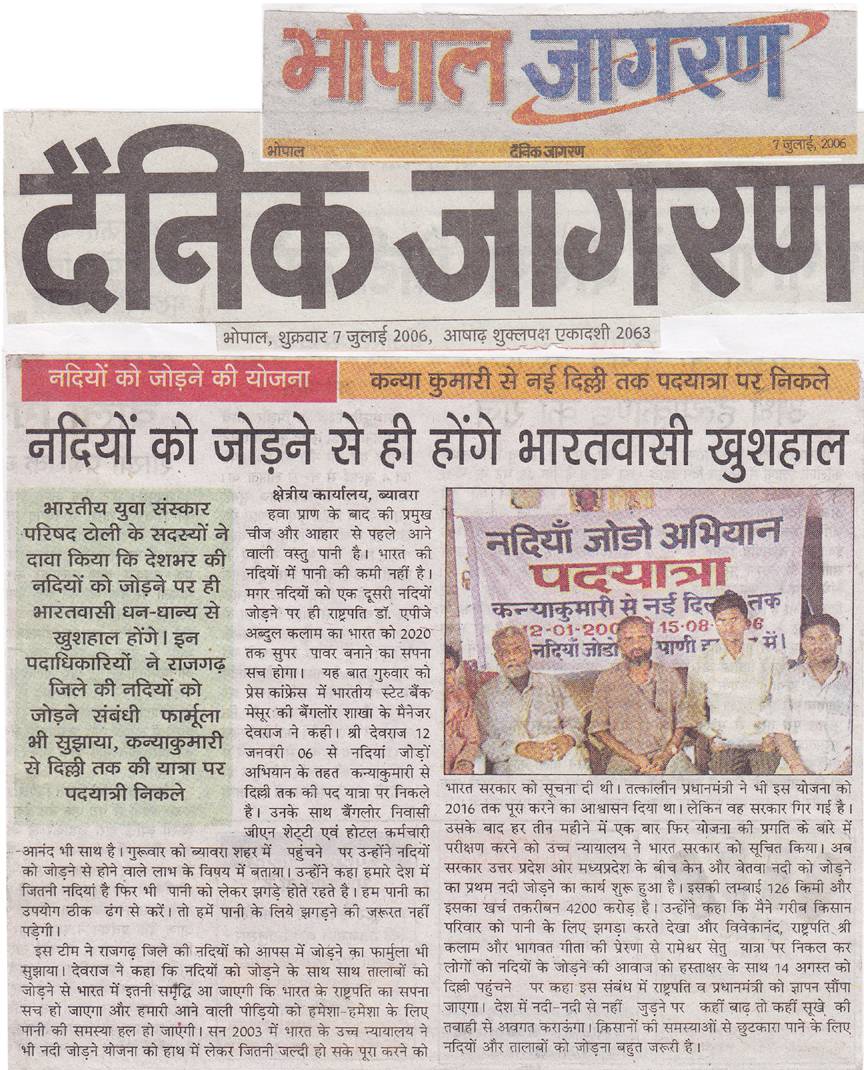 भोपाल जागरण
भोपाल दैनिक जागरण 7 जुलाई, 2006
दैनिक जागरण
भोपाल, शुक्रवार 7 जुलाई 2006, आषाढ़ शुक्लपक्ष एकादशी 2063
नदियों को जोड़ने की योजना
कन्या कुमारी से नई दिल्ली तक पदयात्रा पर निकले
नदियों को जोड़ने से ही होंगे भारतवासी खुशहाल
भारतीय युवा संस्कार
परिषद टोली के सदस्यों ने
दावा किया कि देशभर की
नदियों को जोड़ने पर ही
भारतवासी धन-धान्य से
खुशहाल होंगे। इन
पदाधिकारियों ने राजगढ़
जिले की नदियों को
जोड़ने संबंधी फार्मूला
भी सुझाया, कन्याकुमारी
से दिल्ली तक की यात्रा पर
पदयात्री निकले
क्षेत्रीय कार्यालय, ब्यावरा
हवा प्राण के बाद की प्रमुख
चीज और आहार से पहले आने
वाली वस्तु पानी है। भारत की
नदियों में पानी की कमी नहीं है।
मगर नदियों को एक दूसरी नदियों
जोड़ने पर ही राष्ट्रपति डॉ. एपीजे
अब्दुल कलाम का भारत को 2020
तक सुपर पावर बनाने का सपना
सच होगा। यह बात गुरुवार को
प्रेस कांफ्रेस में भारतीय स्टेट बैंक
मेसूर की बैंगलोंर शाखा के मैनेजर
देवराज ने कही। श्री देवराज 12
जनवरी 06 से नदियां जोड़ों
अभियान के तहत कन्याकुमारी से
दिल्ली तक की पद यात्रा पर निकले
है। उनके साथ बैंगलोर निवासी
जीएन शेट्टी एवं होटल कर्मचारी
आनंद भी साथ है। गुरूवार को ब्यावरा शहर में पहुंचने पर उन्होंने नदियों
को जोड़ने से होने वाले लाभ के विषय में बताया। उन्होंने कहा हमारे देश में
जितनी नदियां है फिर भी पानी को लेकर झगड़े होते रहते है। हम पानी का
उपयोग ठीक ढंग से करें। तो हमें पानी के लिये झगड़ने की जरूरत नहीं
पड़ेगी।
इस टीम ने राजगढ़ जिले की नदियों को आपस में जोड़ने का फार्मुला भी
सुझाया। देवराज ने कहा कि नदियों को जोड़ने के साथ साथ तालाबों को
जोड़ने से भारत में इतनी समृद्धि आ जाएगी कि भारत के राष्ट्रपति का सपना
सच हो जाएगा और हमारी आने वाली पीड़ियो को हमेशा-हमेशा के लिए
पानी की समस्या हल हो जाएंगी। सन 2003 में भारत के उच्च न्यायालय ने
भी नदी जोड़ने योजना को हाथ में लेकर जितनी जल्दी हो सके पूरा करने को
नदियाँ जोडो अभियान
पदयात्रा
कन्याकुमारी से नई दिल्ली तक
12-01-200 15-08- 06
नदियां जोडो पाणी में।
भारत सरकार को सूचना दी थी। तत्कालीन प्रधानमंत्री ने भी इस योजना को
2016 तक पूरा करने का आश्वासन दिया था। लेकिन वह सरकार गिर गई है।
उसके बाद हर तीन महीने में एक बार फिर योजना की प्रगति के बारे में
परीक्षण करने को उच्च न्यायालय ने भारत सरकार को सूचित किया। अब
सरकार उत्तर प्रदेश और मध्यप्रदेश के बीच केन और बेतवा नदी को जोड़ने
का प्रथम नदी जोड़ने का कार्य शुरू हुआ है। इसकी लम्बाई 126 किमी और
इसका खर्च तकरीबन 4200 करोड़ है। उन्होंने कहा कि मैने गरीब किसान
परिवार को पानी के लिए झगड़ा करते देखा और विवेकानंद, राष्ट्रपति श्री
कलाम और भागवत गीता की प्रेरणा से रामेश्वर सेतु यात्रा पर निकल कर
लोगों को नदियों के जोड़ने की आवाज को हस्ताक्षर के साथ 14 अगस्त को
दिल्ली पहुंचने पर कहा इस संबंध में राष्ट्रपति व प्रधानमंत्री को ज्ञापन सौंपा
जाएगा। देश में नदी-नदी से नहीं जुड़ने पर कहीं बाढ़ तो कहीं सूखे की
तबाही से अवगत कराऊंगा। किसानों की समस्याओं से छुटकारा पाने के लिए
नदियों और तालाबों को जोड़ना बहुत जरूरी है।